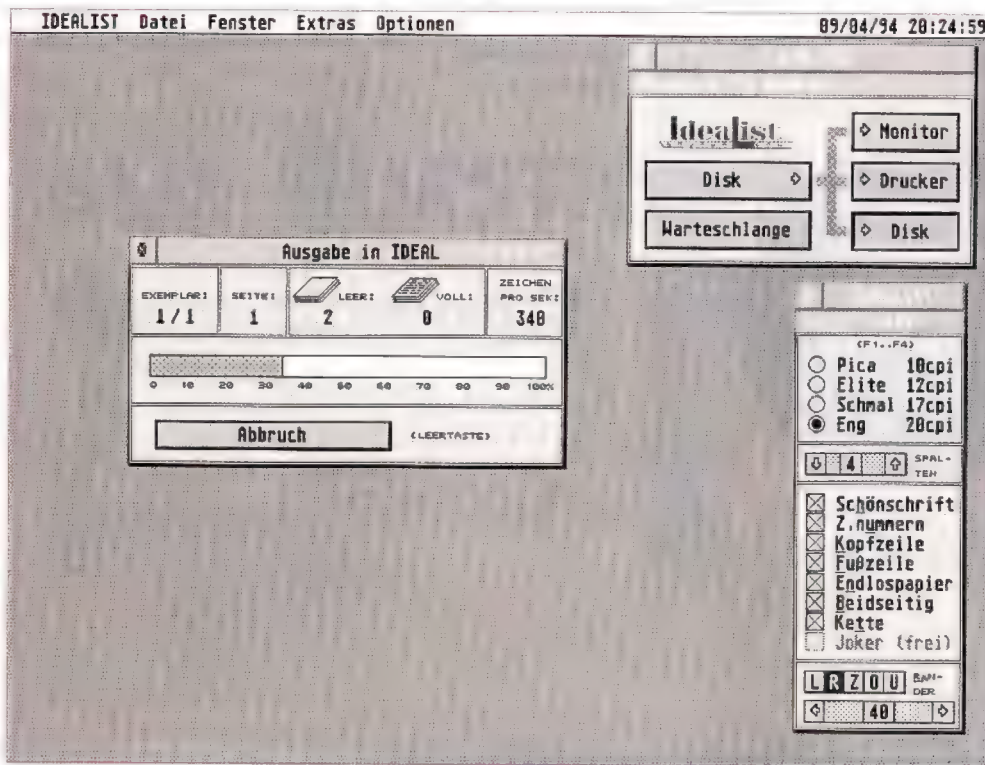 IDEALIST Datei Fenster Extras Optionen 09/04/94 20:24:59
Idealist
Monitor
Disk
Drucker
Warteschlange
Disk
Ausgabe in IDEAL
EXEMPLAR:
1/1
SEITE:
1
LEER:
2
VOLL:
0
ZEICHEN
PRO SEK:
340
0 10 20 30 40 50 60 70 80 90 100%
Abbruch (LEERTASTE)
(F1..F4)
Pica 10cpi
Elite 12cpi
Schmal 17cpi
Eng 20cpi
4 SPAL-
TEN
Schönschrift
Z.nummern
Kopfzeile
Fußzeile
Endlospapier
Beidseitig
Kette
Joker (frei)
L R Z O U RÄN-
DER
40